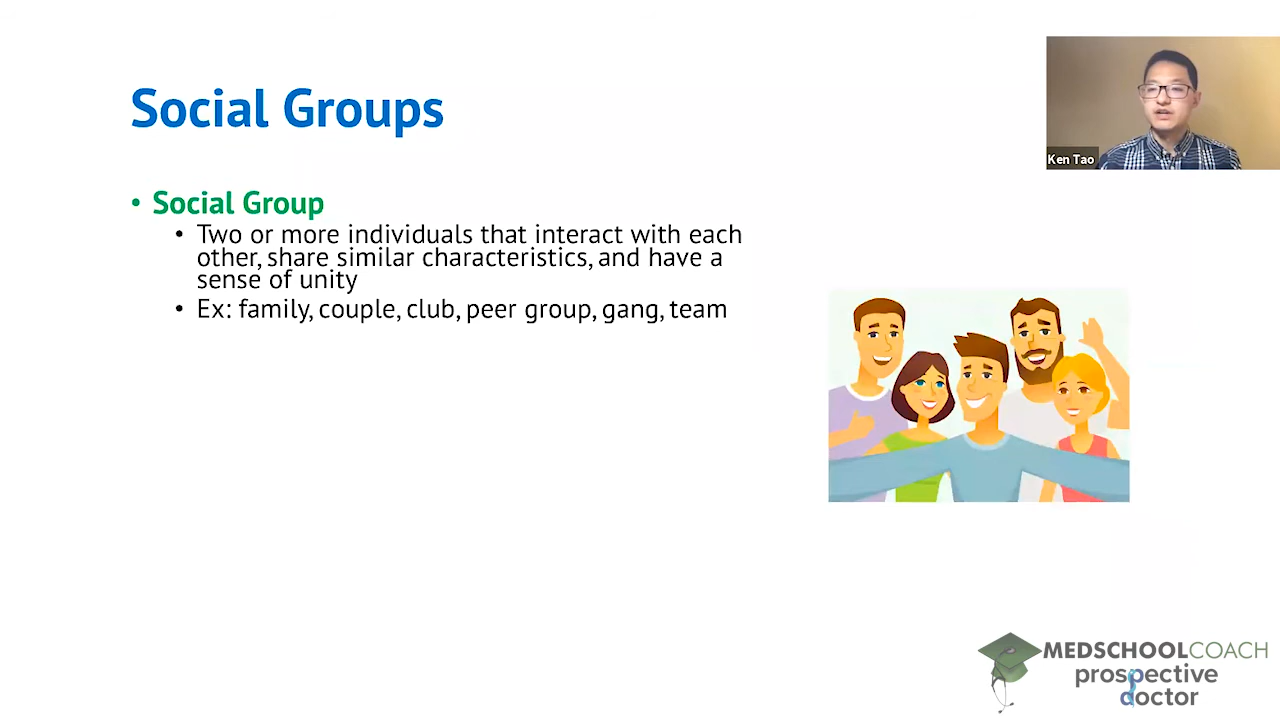 Social Groups
Ken Tao
• Social Group
• Two or more individuals that interact with each
other, share similar characteristics, and have a
sense of unity
• Ex: family, couple, club, peer group, gang, team
MEDSCHOOLCOACH
prospective
doctor